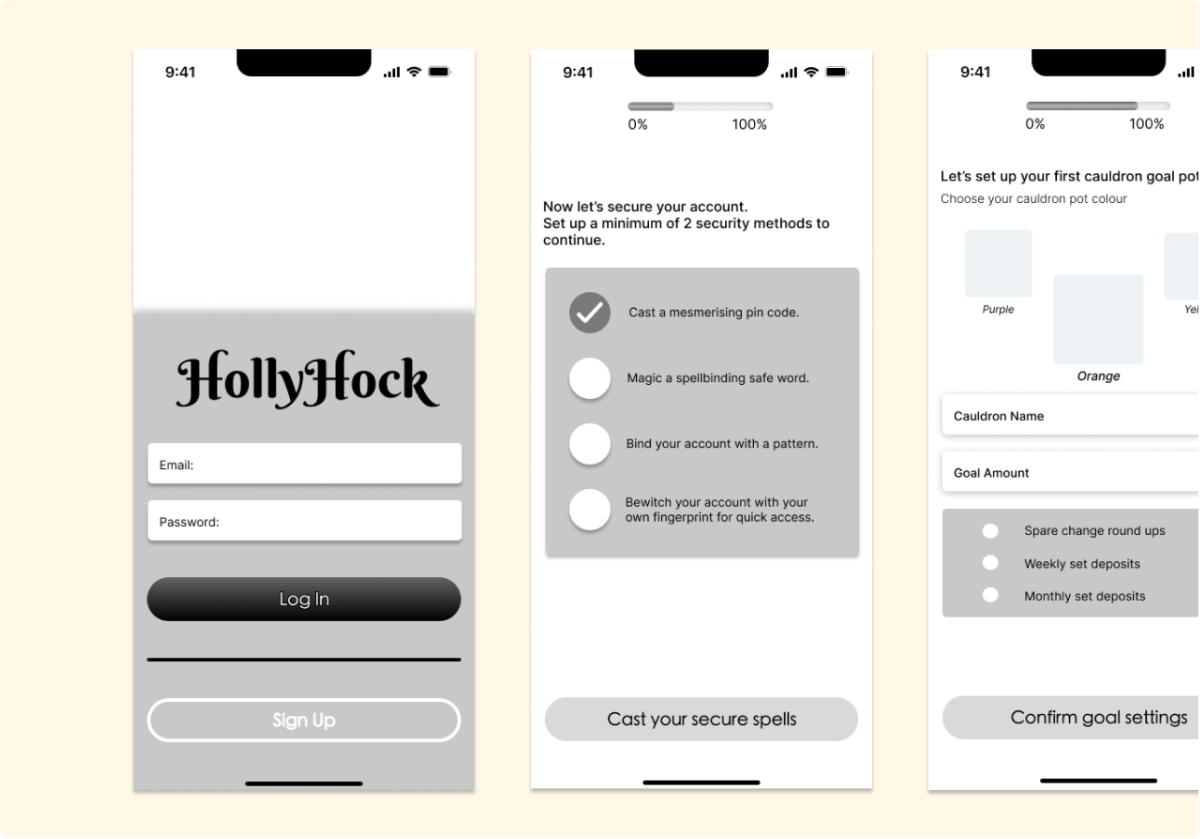 9:41
HollyHock
Email:
Password:
Log In
Sign Up
9:41
0% 100%
Now let's secure your account.
Set up a minimum of 2 security methods to
continue.
Cast a mesmerising pin code.
Magic a spellbinding safe word.
Bind your account with a pattern.
Bewitch your account with your
own fingerprint for quick access.
Cast your secure spells
9:41
0% 100%
Let's set up your first cauldron goal pot
Choose your cauldron pot colour
Purple
Orange
Cauldron Name
Goal Amount
Spare change round ups
Weekly set deposits
Monthly set deposits
Confirm goal settings